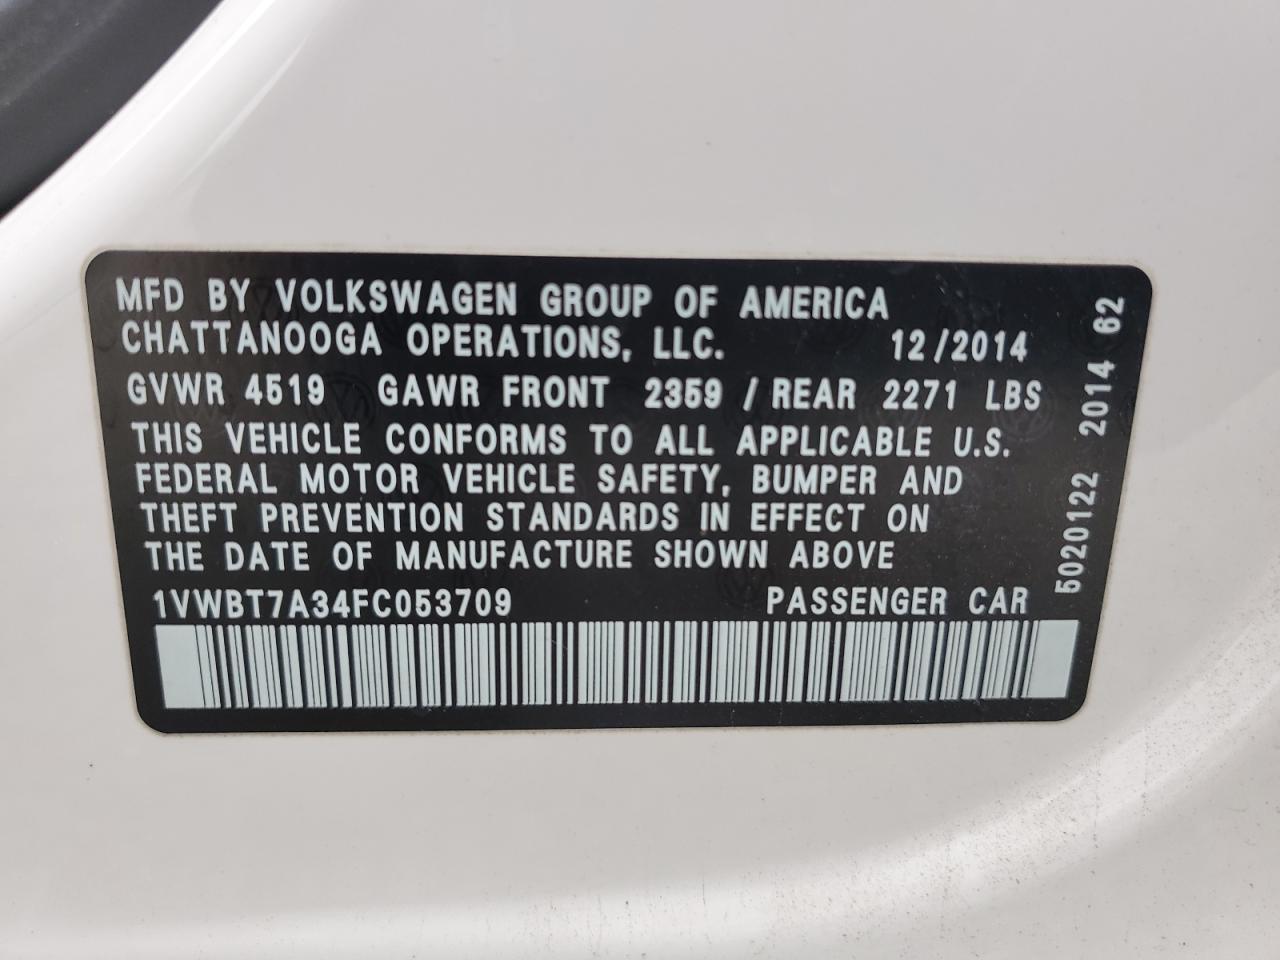 MFD BY VOLKSWAGEN GROUP OF AMERICA
CHATTANOOGA OPERATIONS, LLC. 12/2014
GVWR 4519 GAWR FRONT 2359 / REAR 2271 LBS
THIS VEHICLE CONFORMS TO ALL APPLICABLE U.S.
FEDERAL MOTOR VEHICLE SAFETY, BUMPER AND
THEFT PREVENTION STANDARDS IN EFFECT ON
THE DATE OF MANUFACTURE SHOWN ABOVE
1VWBT7A34FC053709 PASSENGER CAR
5020122 2014 62